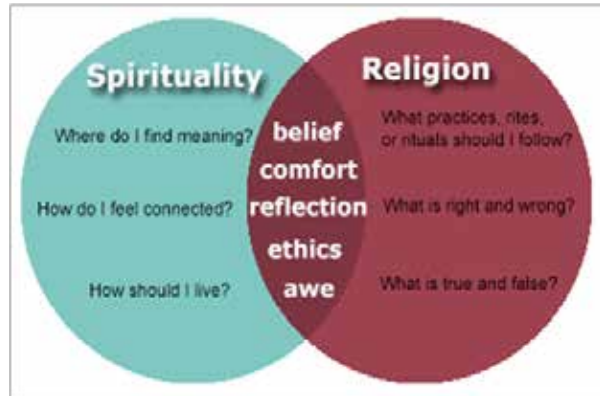 Spirituality
Where do I find meaning?
How do I feel connected?
How should I live?
belief
comfort
reflection
ethics
awe
Religion
What practices, rites,
or rituals should I follow?
What is right and wrong?
What is true and false?